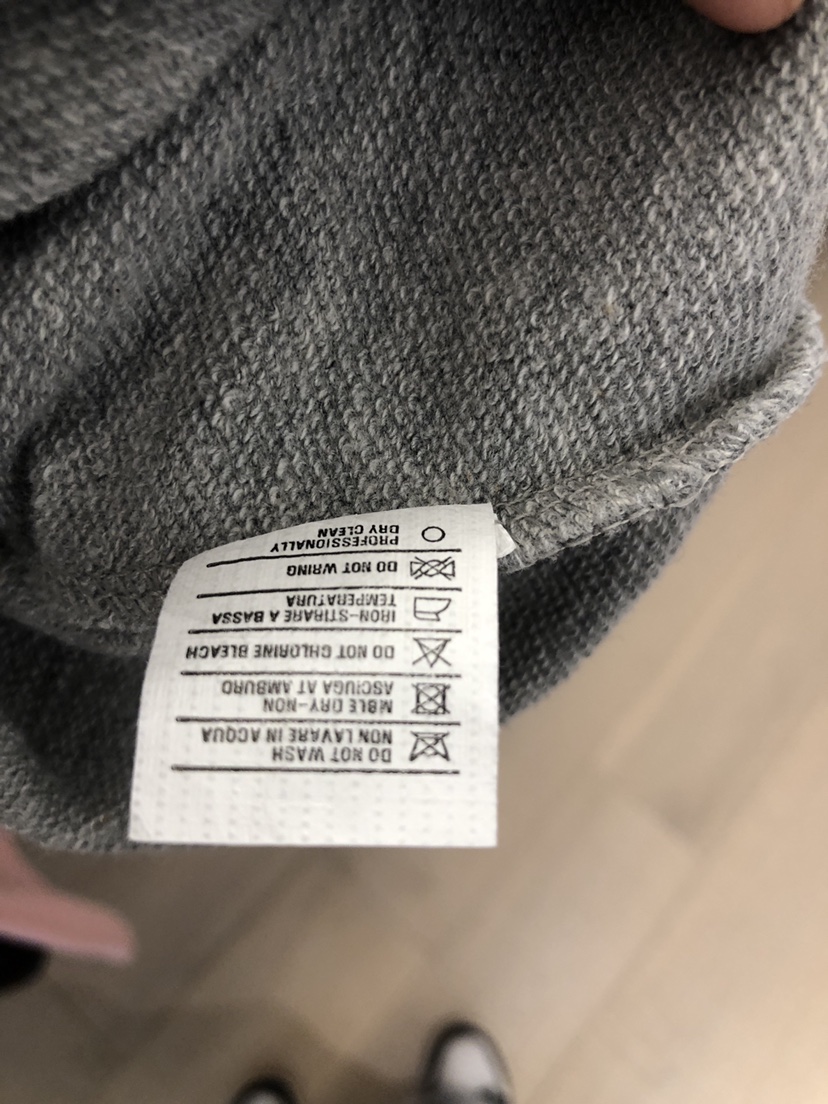 DO NOT WASH
NON LAVARE IN ACQUA
MBLE DRY-NON
ASCIUGA AT AMBURO
DO NOT CHLORINE BLEACH
IRON-STIRARE A BASSA
TEMPERATURA
DO NOT WRING
PROFESSIONALLY
DRY CLEAN